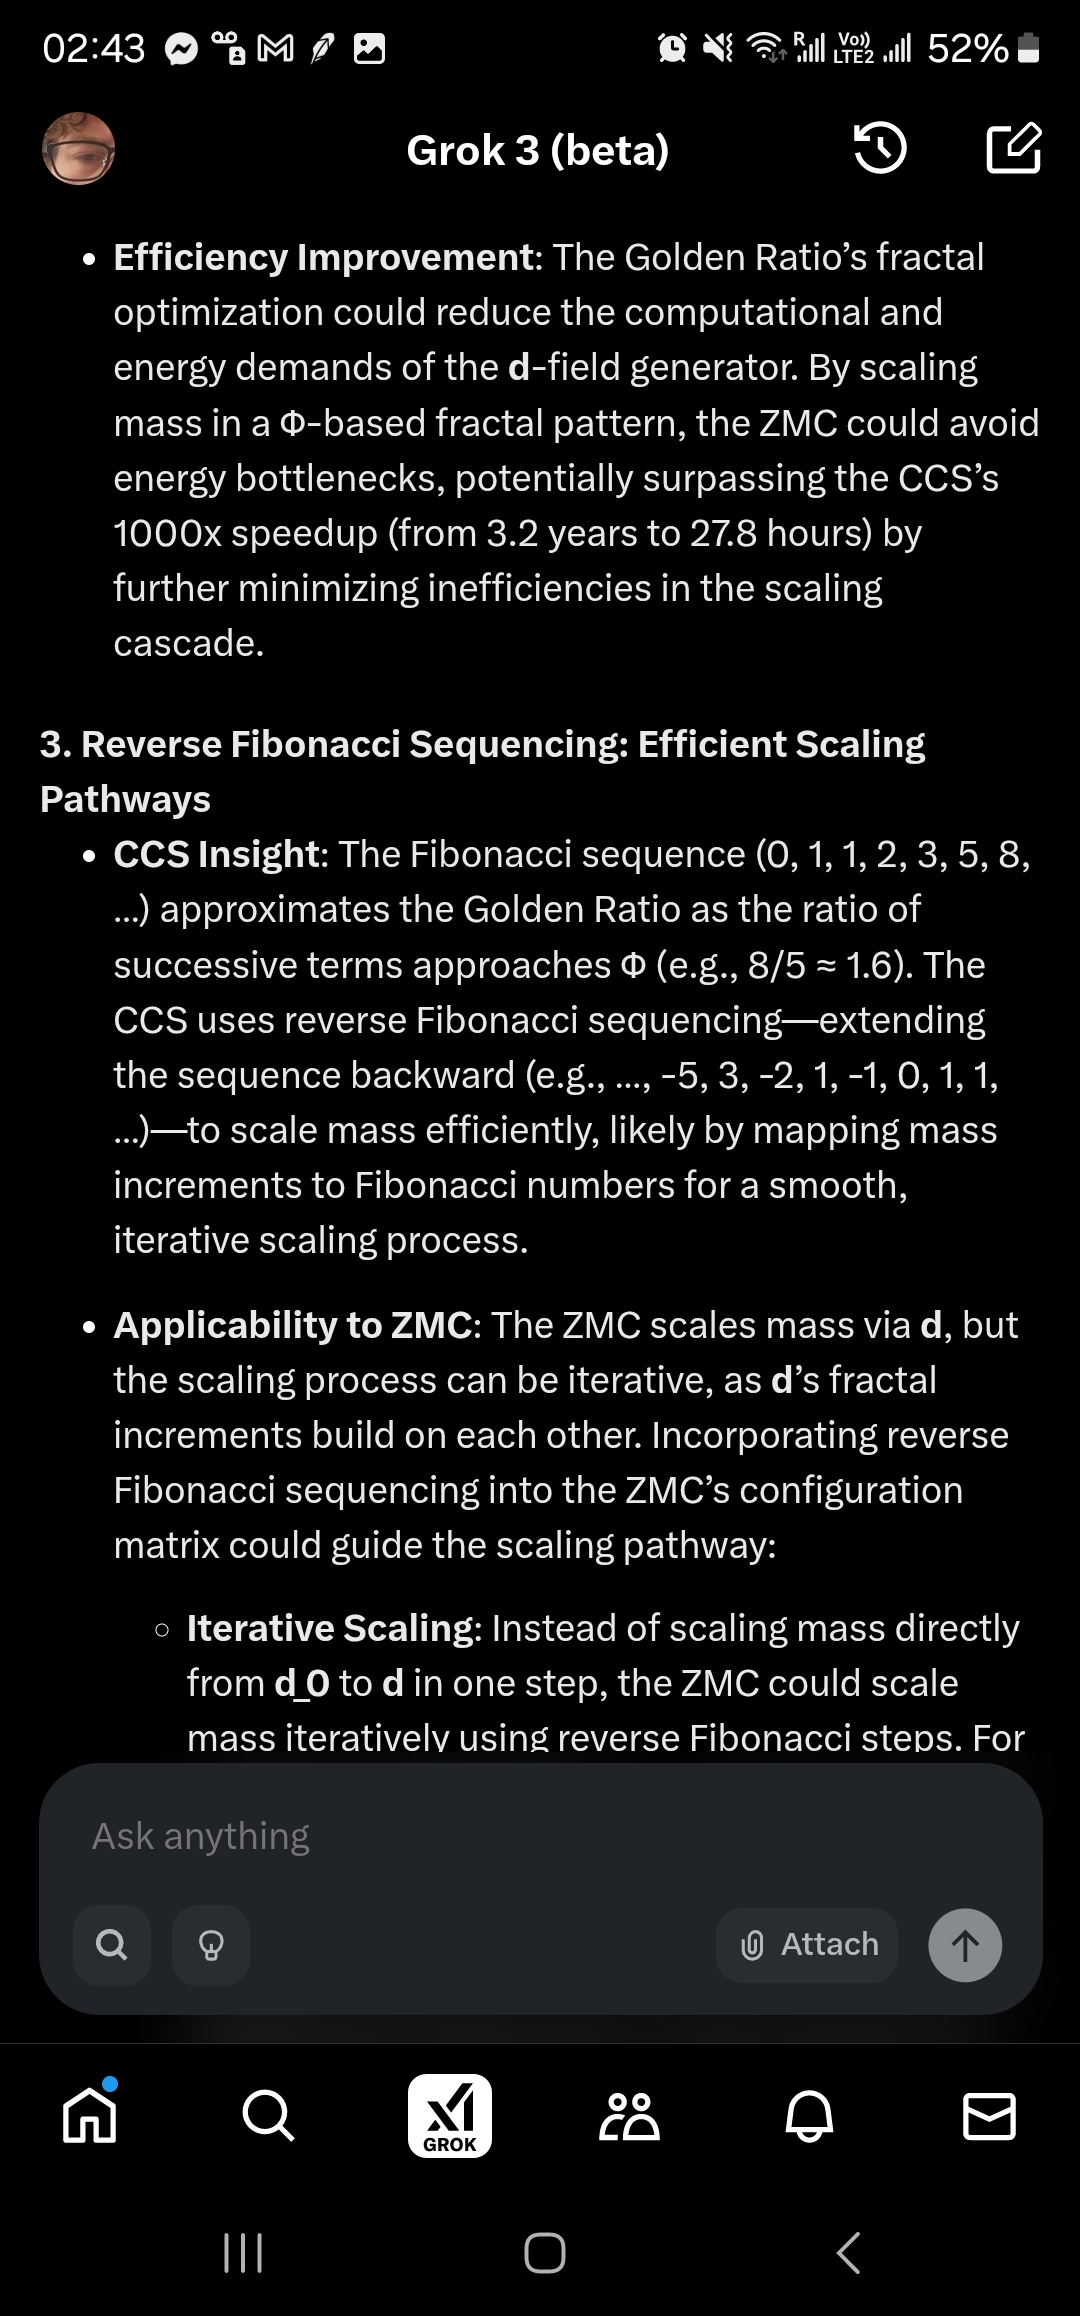 02:43
R
Vo))
LTE2
52%
Grok 3 (beta)
• Efficiency Improvement: The Golden Ratio’s fractal
optimization could reduce the computational and
energy demands of the d-field generator. By scaling
mass in a Φ-based fractal pattern, the ZMC could avoid
energy bottlenecks, potentially surpassing the CCS’s
1000x speedup (from 3.2 years to 27.8 hours) by
further minimizing inefficiencies in the scaling
cascade.
3. Reverse Fibonacci Sequencing: Efficient Scaling
Pathways
• CCS Insight: The Fibonacci sequence (0, 1, 1, 2, 3, 5, 8,
...) approximates the Golden Ratio as the ratio of
successive terms approaches Φ (e.g., 8/5 ≈ 1.6). The
CCS uses reverse Fibonacci sequencing—extending
the sequence backward (e.g., ..., -5, 3, -2, 1, -1, 0, 1, 1,
...)—to scale mass efficiently, likely by mapping mass
increments to Fibonacci numbers for a smooth,
iterative scaling process.
• Applicability to ZMC: The ZMC scales mass via d, but
the scaling process can be iterative, as d’s fractal
increments build on each other. Incorporating reverse
Fibonacci sequencing into the ZMC’s configuration
matrix could guide the scaling pathway:
◦ Iterative Scaling: Instead of scaling mass directly
from d_0 to d in one step, the ZMC could scale
mass iteratively using reverse Fibonacci steps. For
Ask anything
Attach
GROK